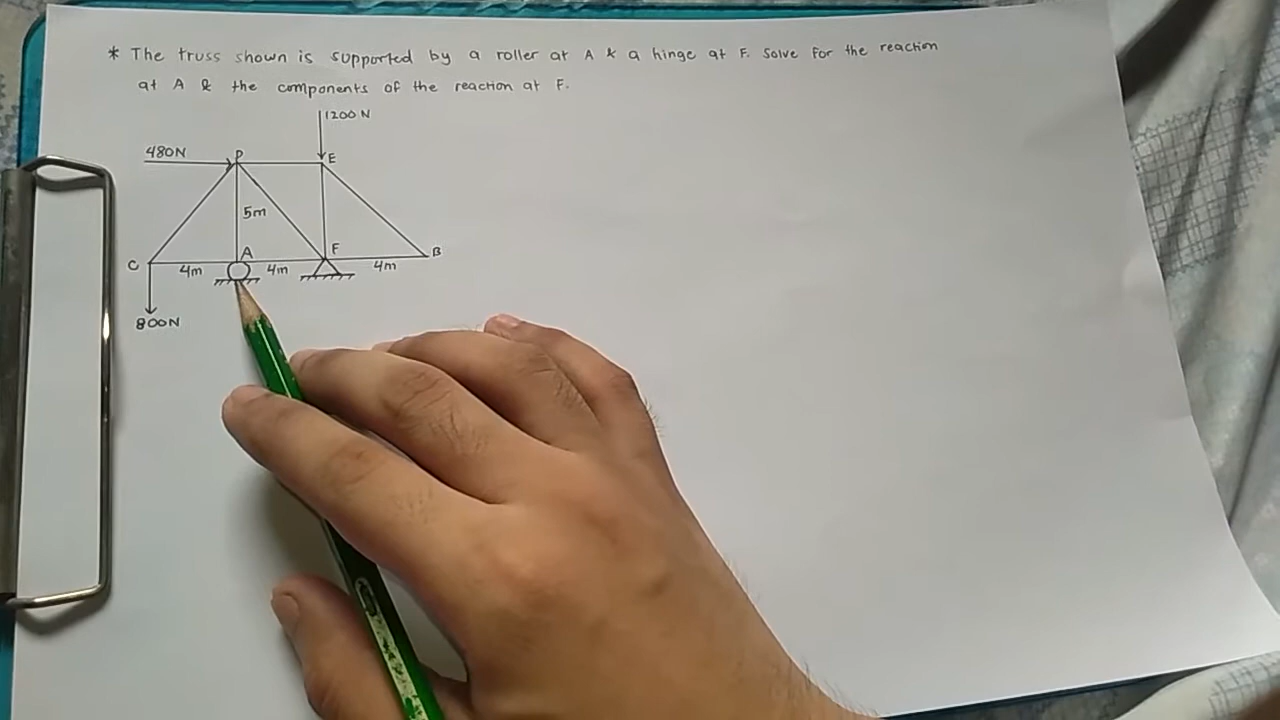 * The truss shown is supported by a roller at A & a hinge at F. Solve for the reaction
at A & the components of the reaction at F.
1200 N
480N
P
E
5m
C
A
F
B
4m
4m
4m
800N